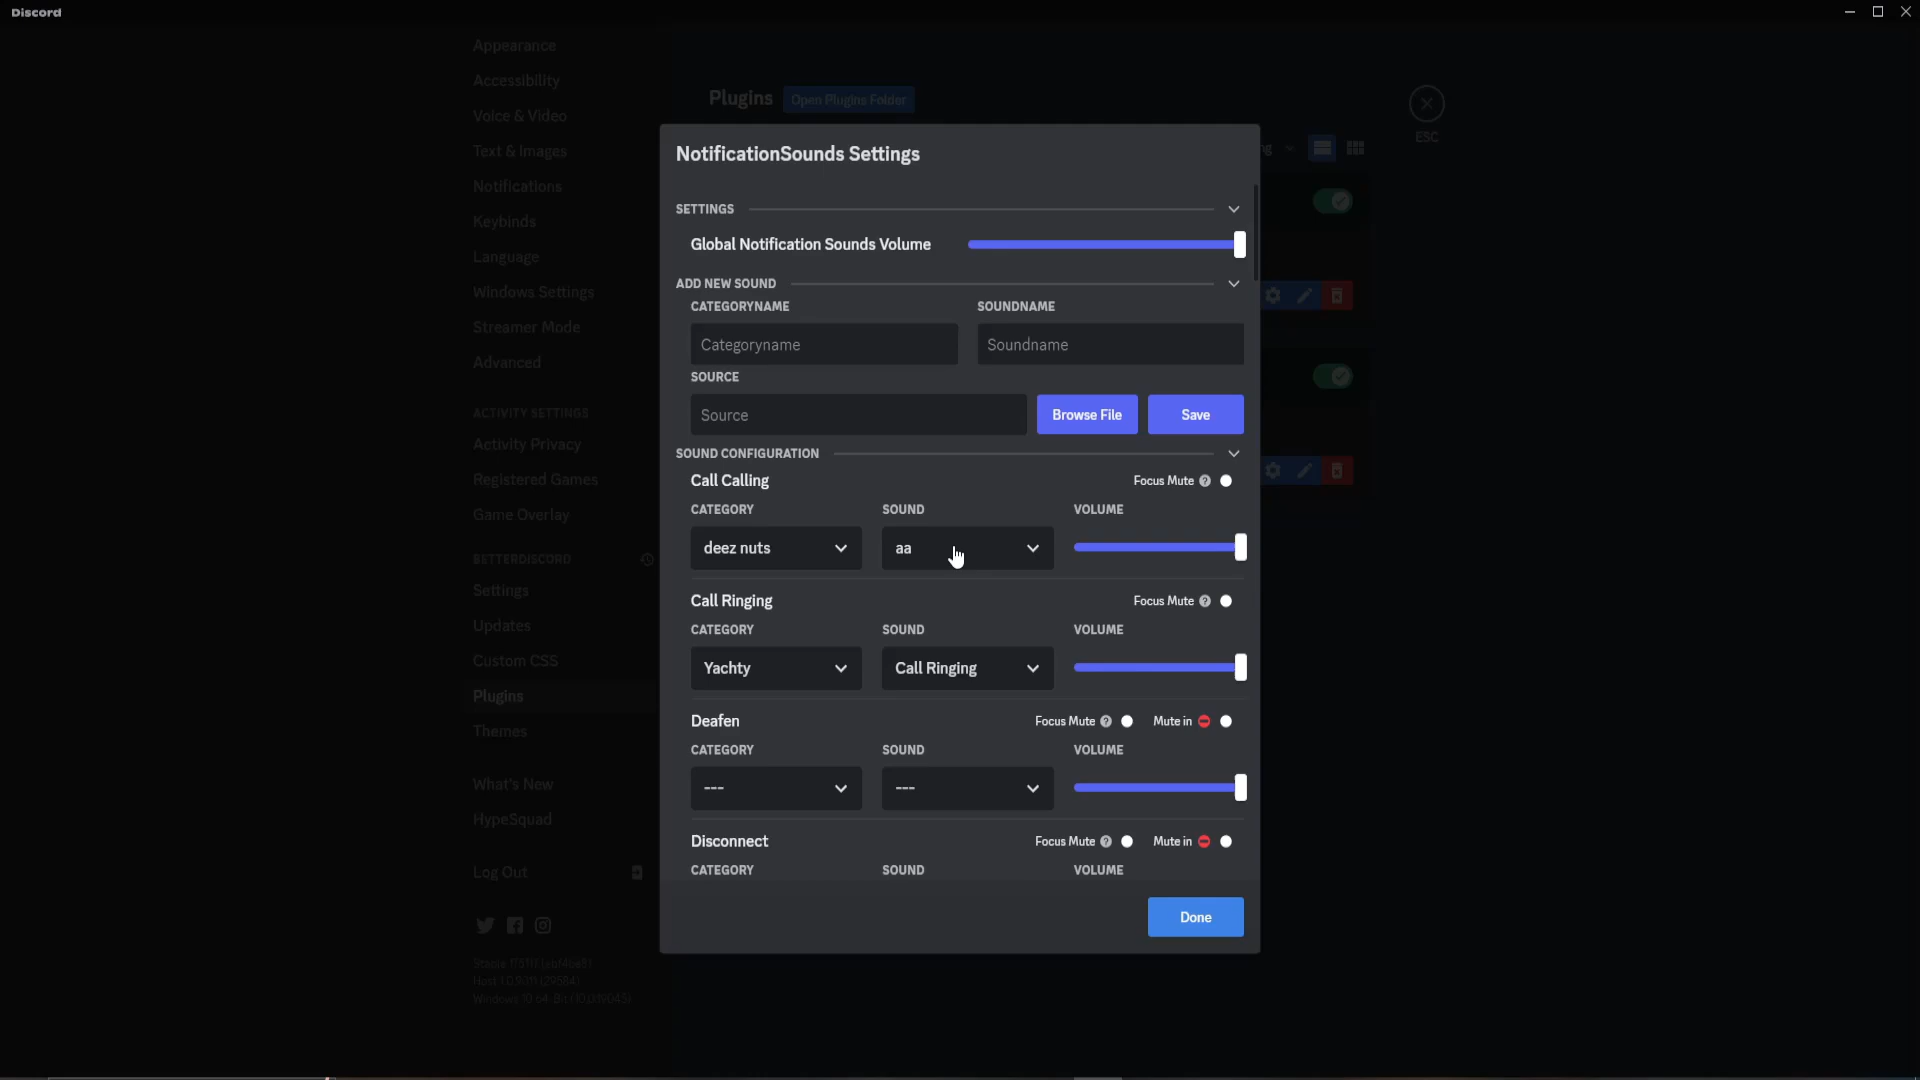 Discord
Appearance
Accessibility
Voice & Video
Text & Images
Notifications
Keybinds
Language
Windows Settings
Streamer Mode
Advanced
ACTIVITY SETTINGS
Activity Privacy
Registered Games
Game Overlay
BETTERDISCORD
Settings
Updates
Custom CSS
Plugins
Themes
What's New
HypeSquad
Log Out
Plugins Open Plugins Folder
ESC
NotificationSounds Settings
SETTINGS
Global Notification Sounds Volume
ADD NEW SOUND
CATEGORYNAME SOUNDNAME
Categoryname Soundname
SOURCE
Source Browse File Save
SOUND CONFIGURATION
Call Calling Focus Mute ?
CATEGORY SOUND VOLUME
deez nuts aa
Call Ringing Focus Mute ?
CATEGORY SOUND VOLUME
Yachty Call Ringing
Deafen Focus Mute ? Mute in
CATEGORY SOUND VOLUME
--- ---
Disconnect Focus Mute ? Mute in
CATEGORY SOUND VOLUME
Done